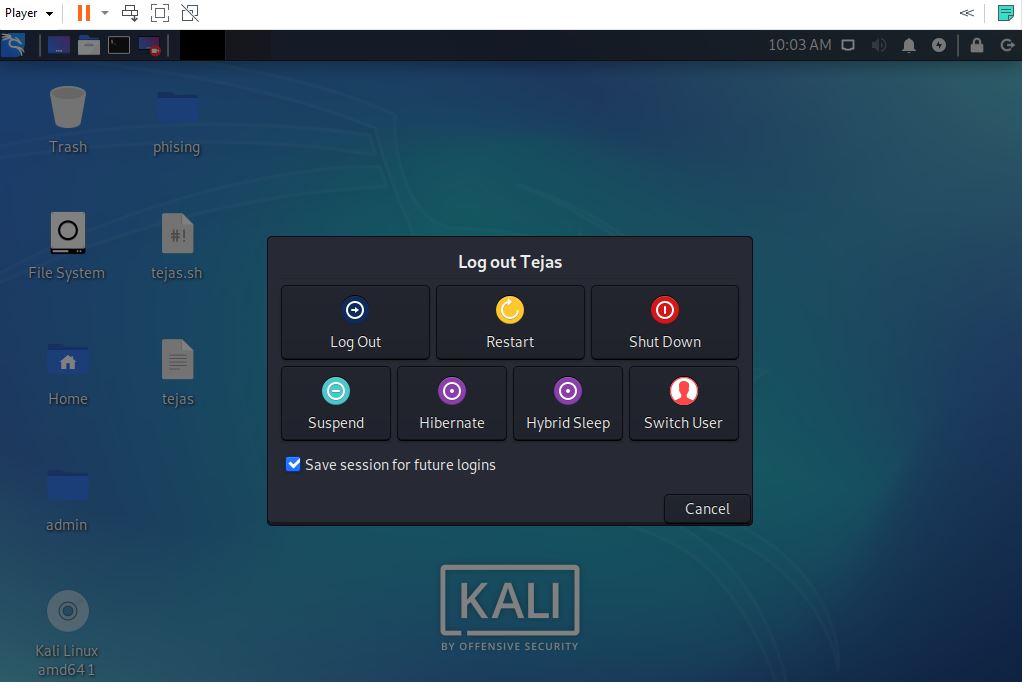 Player
10:03 AM
Trash
phising
File System
#!
tejas.sh
Home
tejas
admin
Kali Linux
amd64 1
Log out Tejas
Log Out
Restart
Shut Down
Suspend
Hibernate
Hybrid Sleep
Switch User
Save session for future logins
Cancel
KALI
BY OFFENSIVE SECURITY